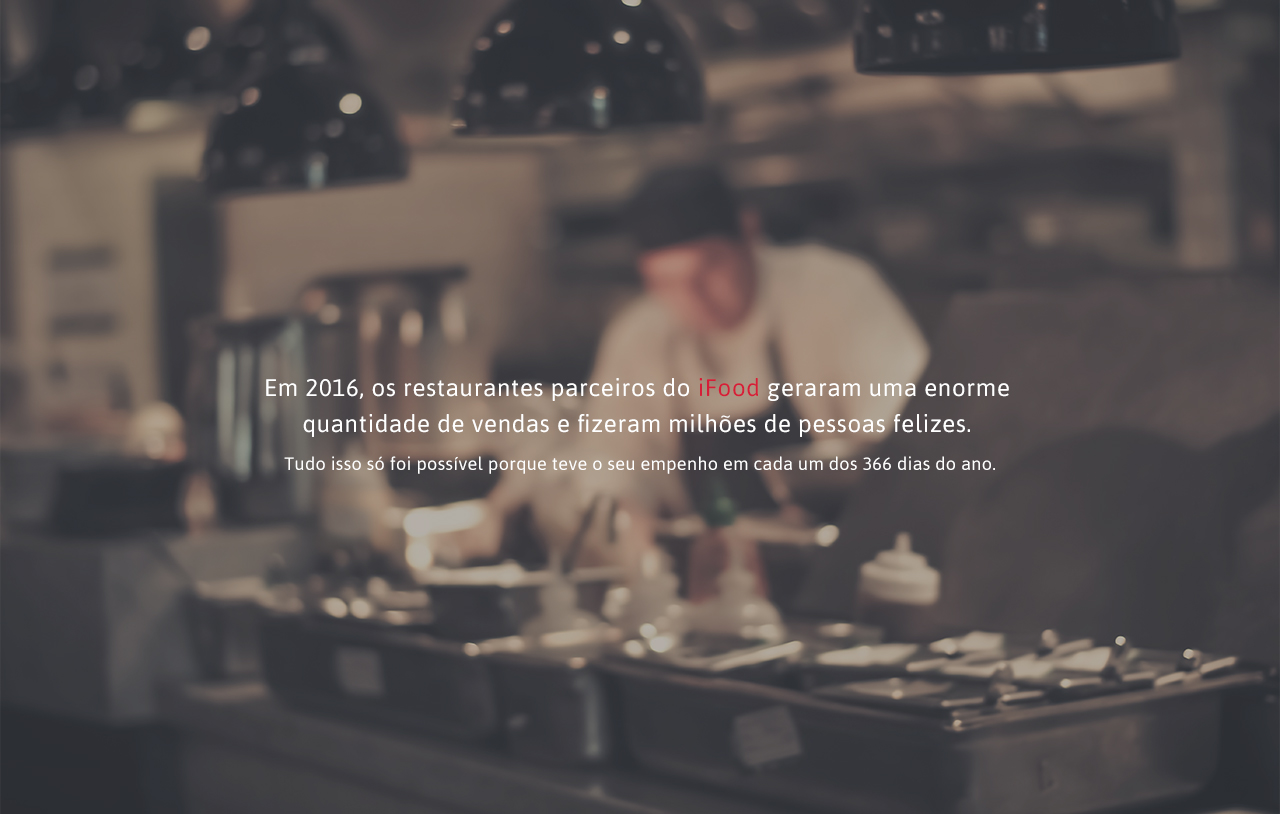 Em 2016, os restaurantes parceiros do iFood geraram uma enorme
quantidade de vendas e fizeram milhões de pessoas felizes.
Tudo isso só foi possível porque teve o seu empenho em cada um dos 366 dias do ano.